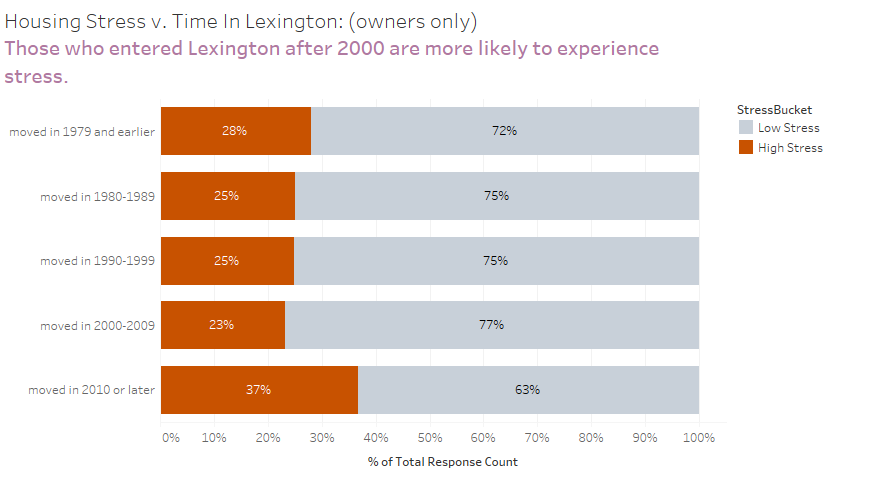 Housing Stress v. Time In Lexington: (owners only)
Those who entered Lexington after 2000 are more likely to experience
stress.
StressBucket
Low Stress
High Stress
moved in 1979 and earlier
28%
72%
moved in 1980-1989
25%
75%
moved in 1990-1999
25%
75%
moved in 2000-2009
23%
77%
moved in 2010 or later
37%
63%
0% 10% 20% 30% 40% 50% 60% 70% 80% 90% 100%
% of Total Response Count